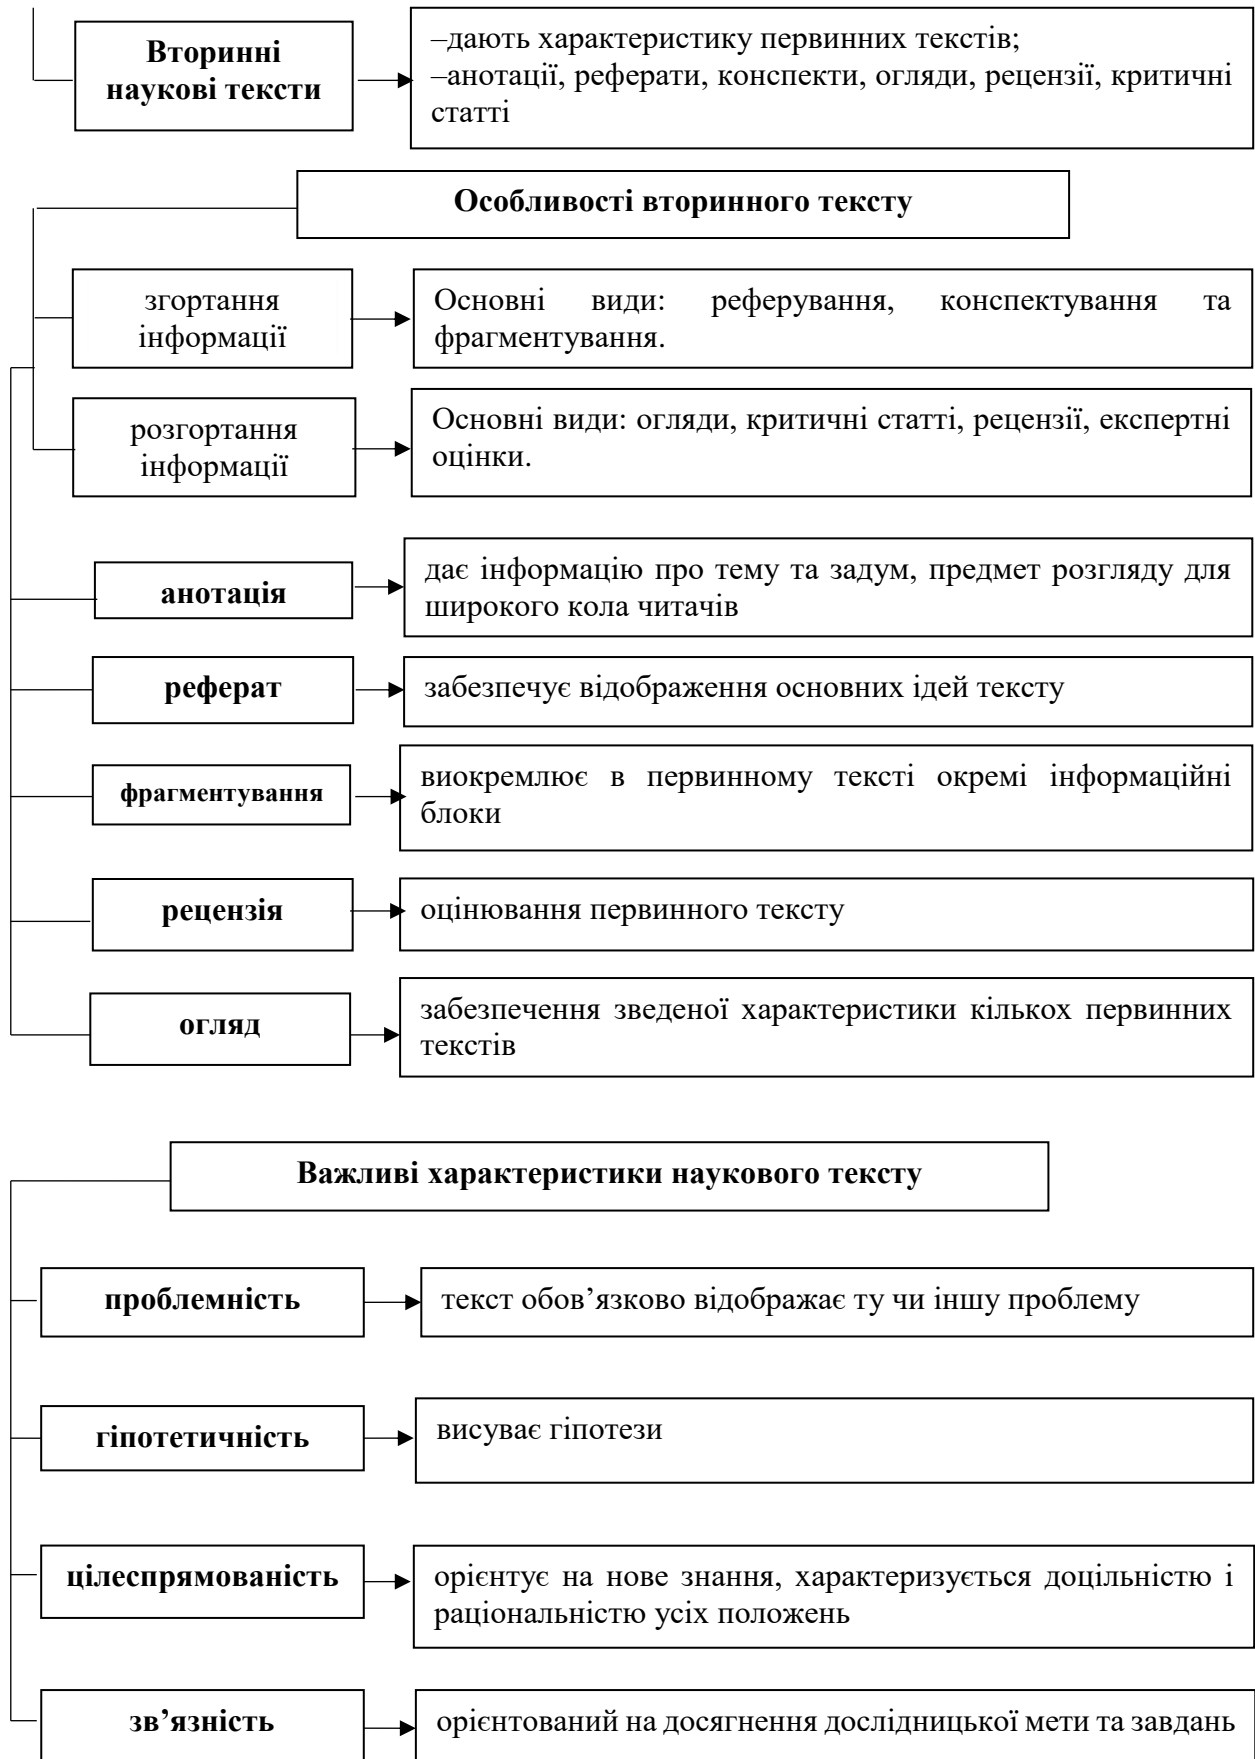 Вторинні
наукові тексти
–дають характеристику первинних текстів;
–анотації, реферати, конспекти, огляди, рецензії, критичні
статті
Особливості вторинного тексту
згортання
інформації
Основні види: реферування, конспектування та
фрагментування.
розгортання
інформації
Основні види: огляди, критичні статті, рецензії, експертні
оцінки.
анотація
дає інформацію про тему та задум, предмет розгляду для
широкого кола читачів
реферат
забезпечує відображення основних ідей тексту
фрагментування
виокремлює в первинному тексті окремі інформаційні
блоки
рецензія
оцінювання первинного тексту
огляд
забезпечення зведеної характеристики кількох первинних
текстів
Важливі характеристики наукового тексту
проблемність
текст обов’язково відображає ту чи іншу проблему
гіпотетичність
висуває гіпотези
цілеспрямованість
орієнтує на нове знання, характеризується доцільністю і
раціональністю усіх положень
зв’язність
орієнтований на досягнення дослідницької мети та завдань